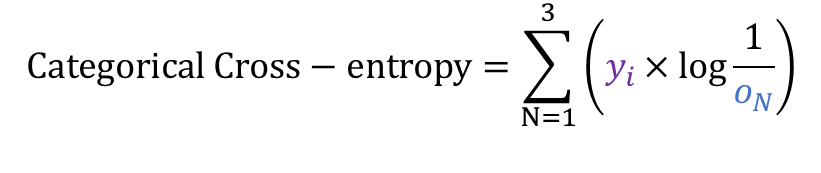 Categorical Cross − entropy = ∑_{N=1}^{3} (y_i × log 1/o_N)